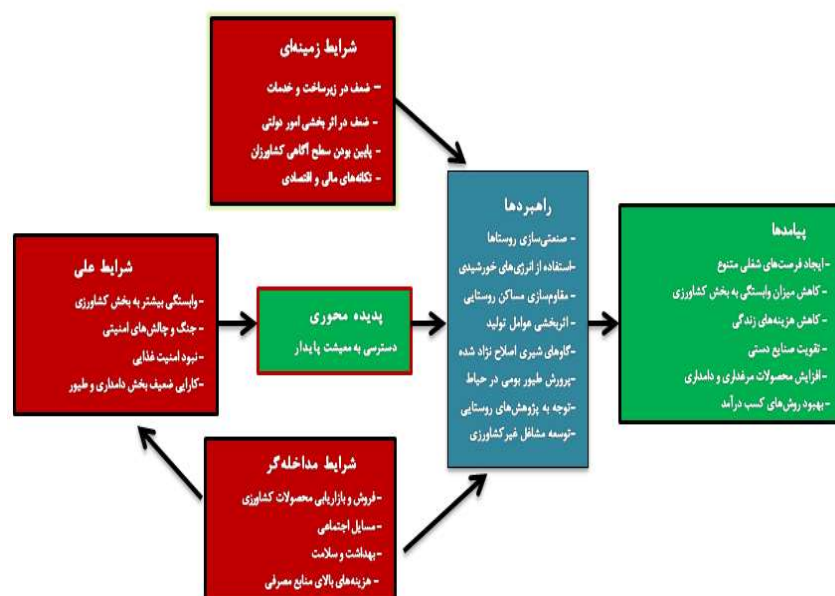 شرایط زمینه‌ای
- ضعف در زیرساخت و خدمات
- ضعف در اثر بخشی امور دولتی
- پایین بودن سطح آگاهی کشاورزان
- تکانه‌های مالی و اقتصادی
شرایط علی
- وابستگی بیشتر به بخش کشاورزی
- جنگ و چالش‌های امنیتی
- نبود امنیت غذایی
- کارایی ضعیف بخش دامداری و طیور
پدیده محوری
دسترسی به معیشت پایدار
شرایط مداخله‌گر
- فروش و بازاریابی محصولات کشاورزی
- مسایل اجتماعی
- بهداشت و سلامت
- هزینه‌های بالای منابع مصرفی
راهبردها
- صنعتی‌سازی روستاها
-استفاده از انرژی‌های خورشیدی
- مقاوم‌سازی مساکن روستایی
- اثربخشی عوامل تولید
- گاوهای شیری اصلاح نژاد شده
- پرورش طیور بومی در حیاط
- توجه به پژوهش‌های روستایی
- توسعه مشاغل غیرکشاورزی
پیامدها
- ایجاد فرصت‌های شغلی متنوع
- کاهش میزان وابستگی به بخش کشاورزی
- کاهش هزینه‌های زندگی
- تقویت صنایع دستی
- افزایش محصولات مرغداری و دامداری
- بهبود روش‌های کسب درآمد